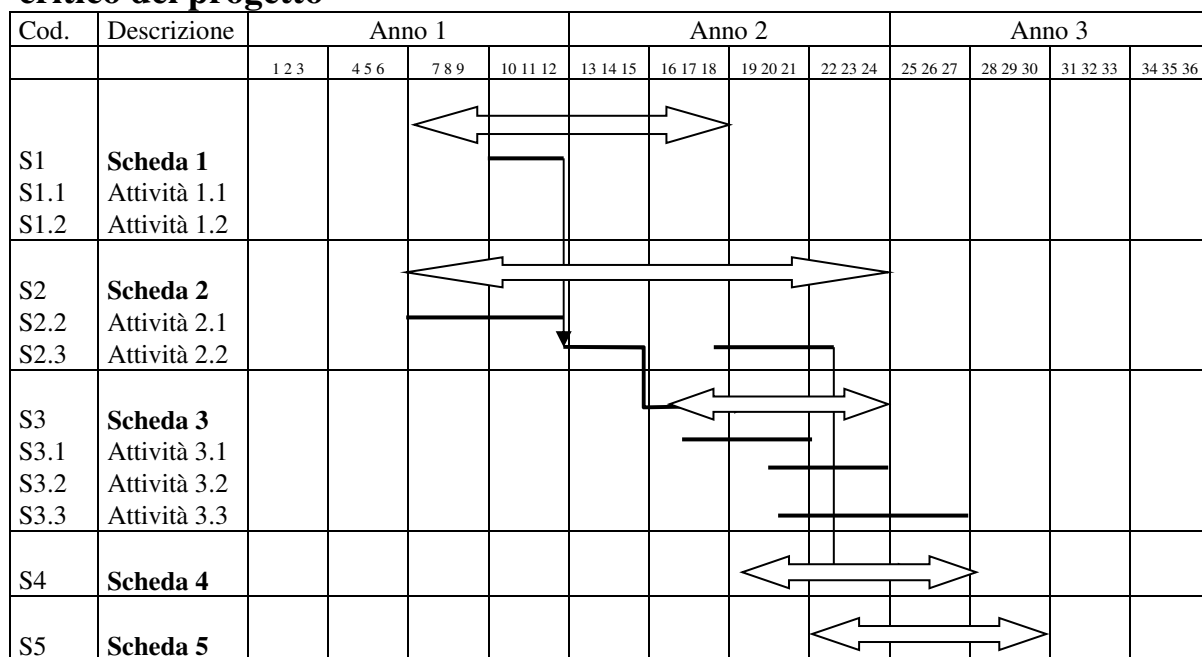 critico del progetto
Cod. Descrizione Anno 1 Anno 2 Anno 3
1 2 3 4 5 6 7 8 9 10 11 12 13 14 15 16 17 18 19 20 21 22 23 24 25 26 27 28 29 30 31 32 33 34 35 36
S1 Scheda 1
S1.1 Attività 1.1
S1.2 Attività 1.2
S2 Scheda 2
S2.2 Attività 2.1
S2.3 Attività 2.2
S3 Scheda 3
S3.1 Attività 3.1
S3.2 Attività 3.2
S3.3 Attività 3.3
S4 Scheda 4
S5 Scheda 5